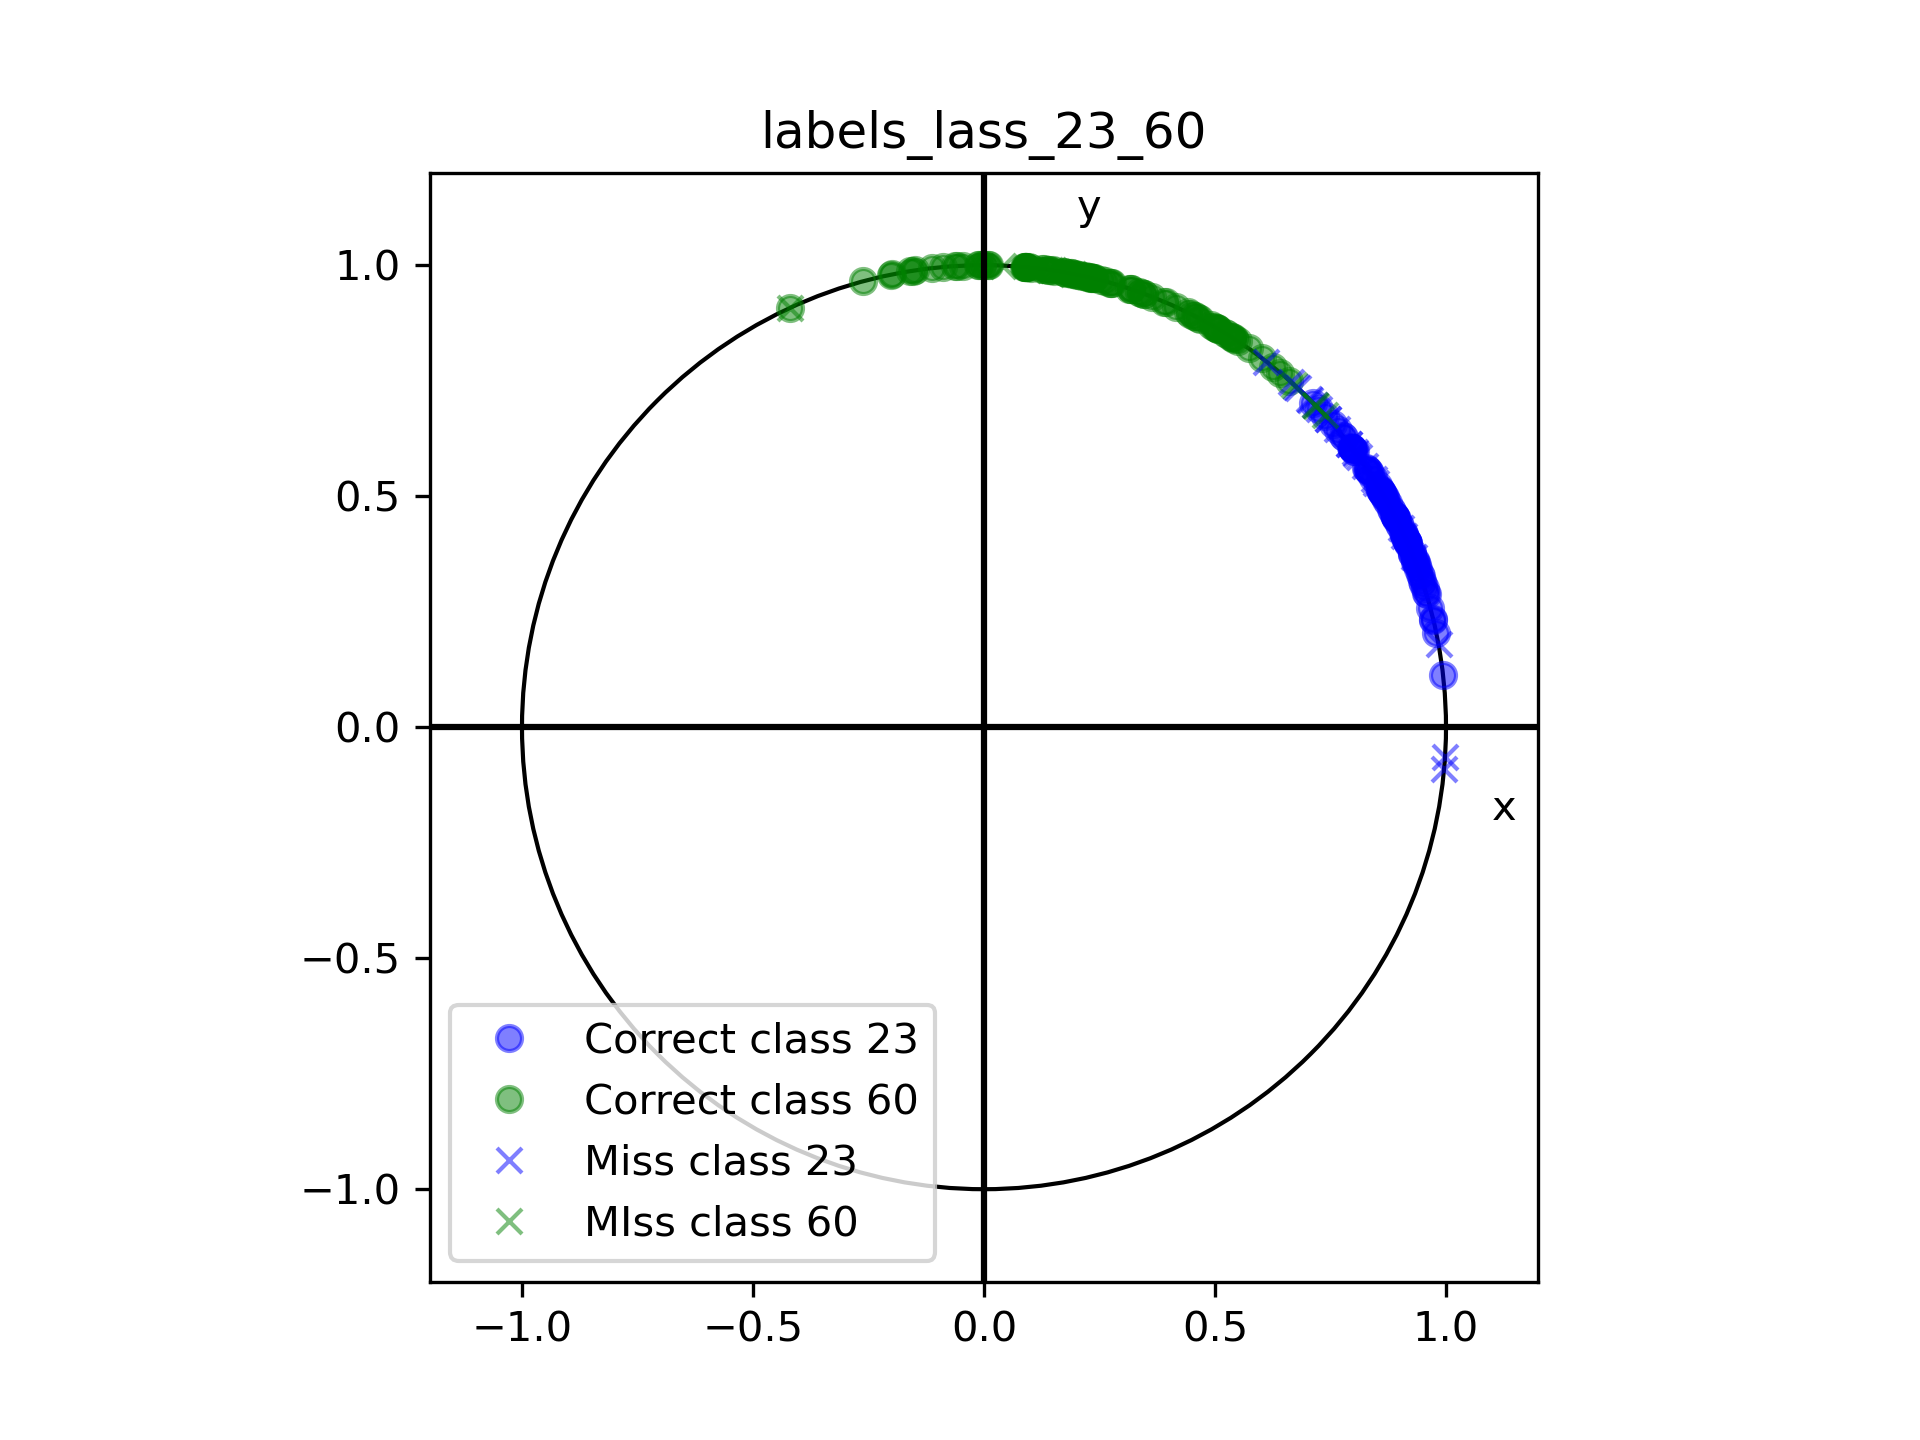 labels_lass_23_60
y
1.0
0.5
0.0
−0.5
−1.0
x
Correct class 23
Correct class 60
Miss class 23
MIss class 60
−1.0 −0.5 0.0 0.5 1.0